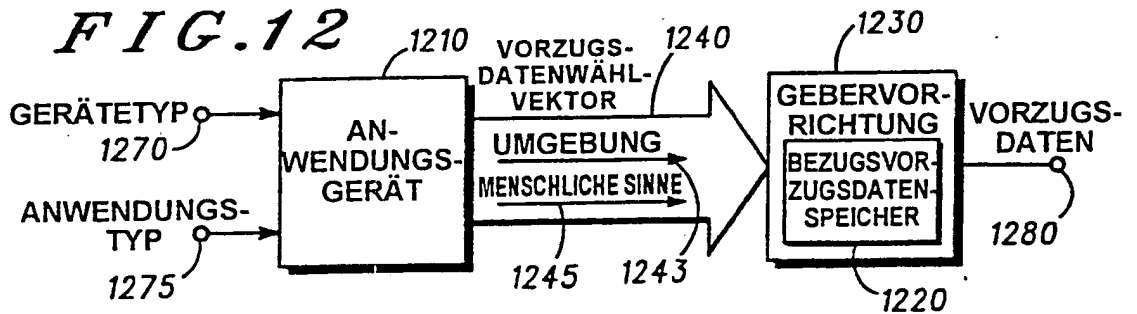 FIG.12
GERÄTETYP
1270
ANWENDUNGS-
TYP
1275
1210
AN-
WENDUNGS-
GERÄT
VORZUGS-
DATENWÄHL-
VEKTOR
1240
UMGEBUNG
MENSCHLICHE SINNE
1245
1243
1230
GEBERVOR-
RICHTUNG
BEZUGSVOR-
ZUGSDATEN-
SPEICHER
1220
VORZUGS-
DATEN
1280